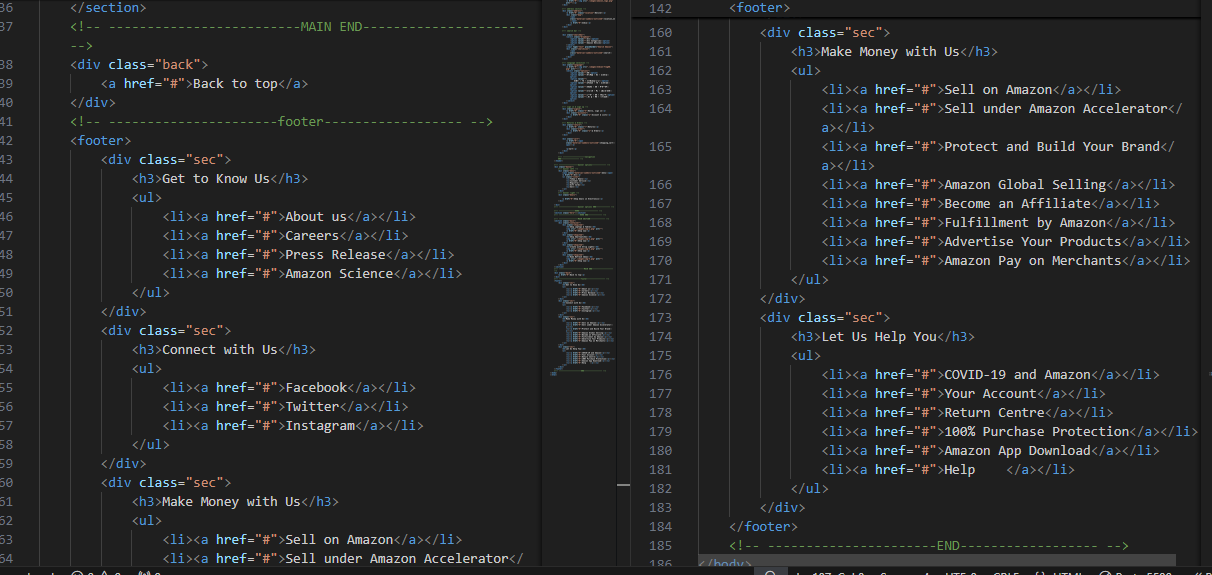 36 </section>
37 <!-- -------------------------MAIN END---------------------
-->
38 <div class="back">
39 <a href="#">Back to top</a>
40 </div>
41 <!-- ----------------------footer------------------ -->
42 <footer>
43 <div class="sec">
44 <h3>Get to Know Us</h3>
45 <ul>
46 <li><a href="#">About us</a></li>
47 <li><a href="#">Careers</a></li>
48 <li><a href="#">Press Release</a></li>
49 <li><a href="#">Amazon Science</a></li>
50 </ul>
51 </div>
52 <div class="sec">
53 <h3>Connect with Us</h3>
54 <ul>
55 <li><a href="#">Facebook</a></li>
56 <li><a href="#">Twitter</a></li>
57 <li><a href="#">Instagram</a></li>
58 </ul>
59 </div>
60 <div class="sec">
61 <h3>Make Money with Us</h3>
62 <ul>
63 <li><a href="#">Sell on Amazon</a></li>
64 <li><a href="#">Sell under Amazon Accelerator</
142 <footer>
160 <div class="sec">
161 <h3>Make Money with Us</h3>
162 <ul>
163 <li><a href="#">Sell on Amazon</a></li>
164 <li><a href="#">Sell under Amazon Accelerator</
a></li>
165 <li><a href="#">Protect and Build Your Brand</
a></li>
166 <li><a href="#">Amazon Global Selling</a></li>
167 <li><a href="#">Become an Affiliate</a></li>
168 <li><a href="#">Fulfillment by Amazon</a></li>
169 <li><a href="#">Advertise Your Products</a></li>
170 <li><a href="#">Amazon Pay on Merchants</a></li>
171 </ul>
172 </div>
173 <div class="sec">
174 <h3>Let Us Help You</h3>
175 <ul>
176 <li><a href="#">COVID-19 and Amazon</a></li>
177 <li><a href="#">Your Account</a></li>
178 <li><a href="#">Return Centre</a></li>
179 <li><a href="#">100% Purchase Protection</a></li>
180 <li><a href="#">Amazon App Download</a></li>
181 <li><a href="#">Help    </a></li>
182 </ul>
183 </div>
184 </footer>
185 <!-- ----------------------END------------------ -->
186 </body>